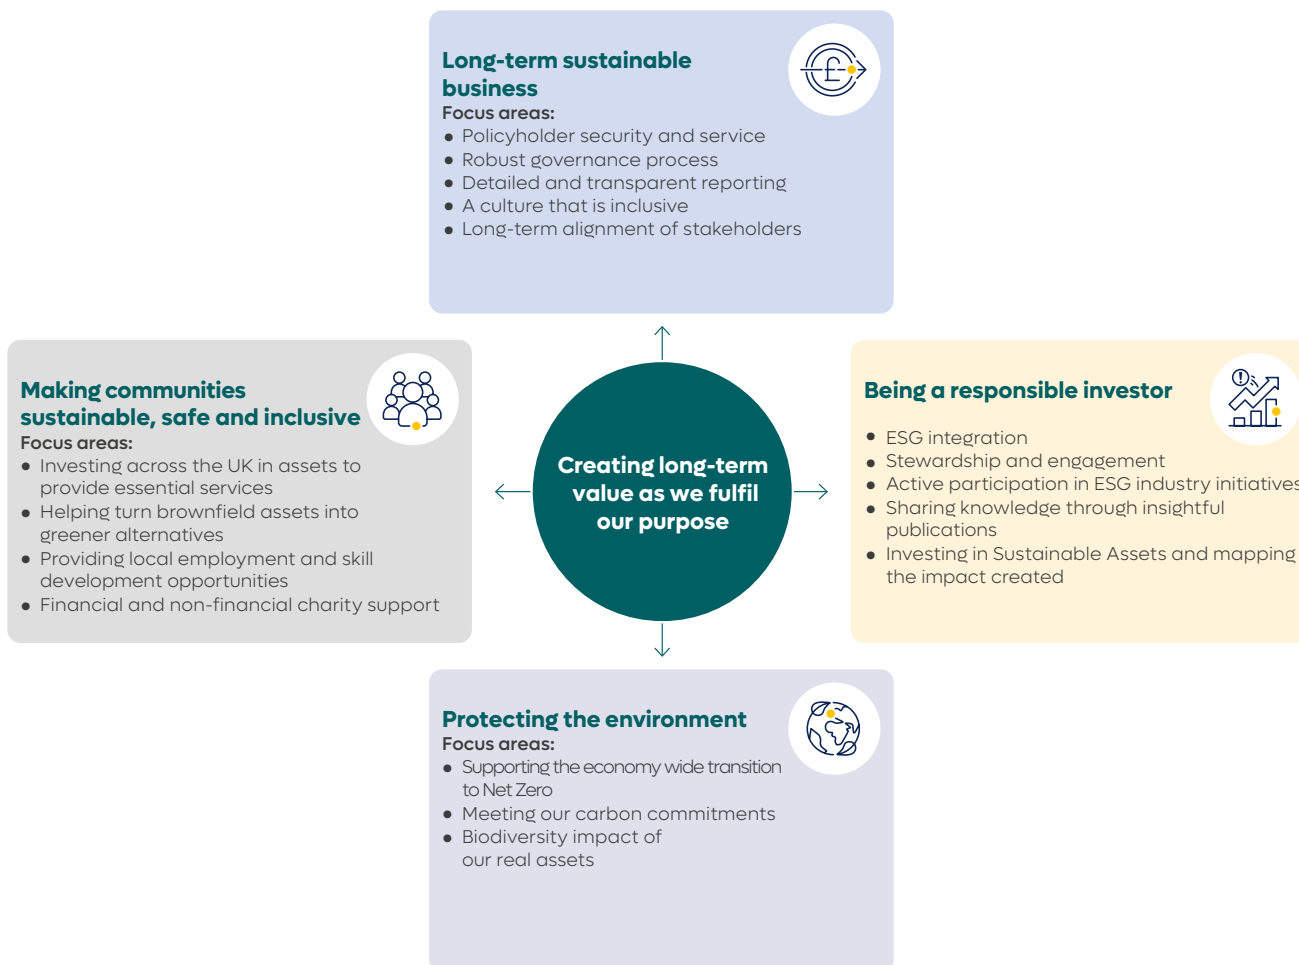 Long-term sustainable
business
Focus areas:
• Policyholder security and service
• Robust governance process
• Detailed and transparent reporting
• A culture that is inclusive
• Long-term alignment of stakeholders
Making communities
sustainable, safe and inclusive
Focus areas:
• Investing across the UK in assets to
provide essential services
• Helping turn brownfield assets into
greener alternatives
• Providing local employment and skill
development opportunities
• Financial and non-financial charity support
Creating long-term
value as we fulfil
our purpose
Being a responsible investor
• ESG integration
• Stewardship and engagement
• Active participation in ESG industry initiatives
• Sharing knowledge through insightful
publications
• Investing in Sustainable Assets and mapping
the impact created
Protecting the environment
Focus areas:
• Supporting the economy wide transition
to Net Zero
• Meeting our carbon commitments
• Biodiversity impact of
our real assets